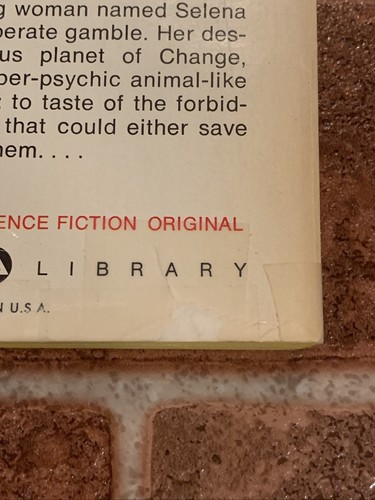 g woman named Selena
perate gamble. Her des-
us planet of Change,
per-psychic animal-like
to taste of the forbid-
that could either save
hem. . . .
ENCE FICTION ORIGINAL
A LIBRARY
N U.S.A.